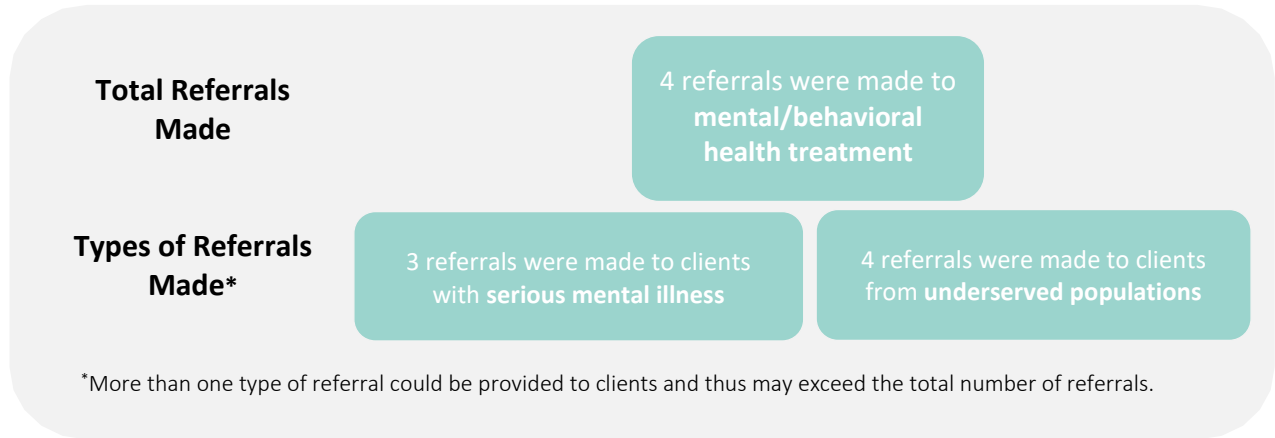 Total Referrals
Made
4 referrals were made to
mental/behavioral
health treatment
Types of Referrals
Made*
3 referrals were made to clients
with serious mental illness
4 referrals were made to clients
from underserved populations
*More than one type of referral could be provided to clients and thus may exceed the total number of referrals.